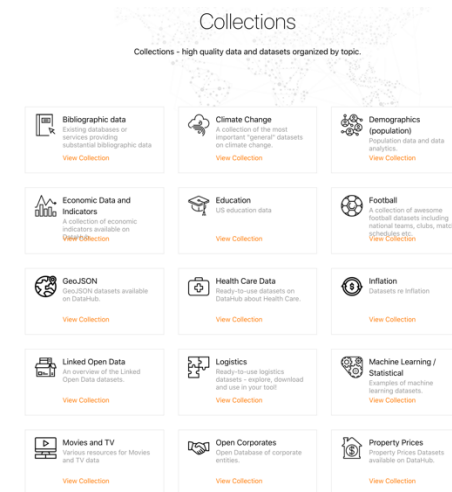 Collections
Collections - high quality data and datasets organized by topic.
Bibliographic data
Existing databases or
services providing
substantial bibliographic data
View Collection
Climate Change
A collection of the most
important "general" datasets
on climate change.
View Collection
Demographics
(population)
Population data and data
analytics.
View Collection
Economic Data and
Indicators
A collection of economic
indicators available on
DataHub.
View Collection
Education
US education data
View Collection
Football
A collection of awesome
football datasets including
national teams, clubs, matc
schedules etc.
View Collection
GeoJSON
GeoJSON datasets available
on DataHub.
View Collection
Health Care Data
Ready-to-use datasets on
DataHub about Health Care.
View Collection
Inflation
Datasets re Inflation
View Collection
Linked Open Data
An overview of the Linked
Open Data datasets.
View Collection
Logistics
Ready-to-use logistics
datasets - explore, download
and use in your tool!
View Collection
Machine Learning /
Statistical
Examples of machine
learning datasets.
View Collection
Movies and TV
Various resources for Movies
and TV data
View Collection
Open Corporates
Open Database of corporate
entities.
View Collection
Property Prices
Property Prices Datasets
available on DataHub.
View Collection